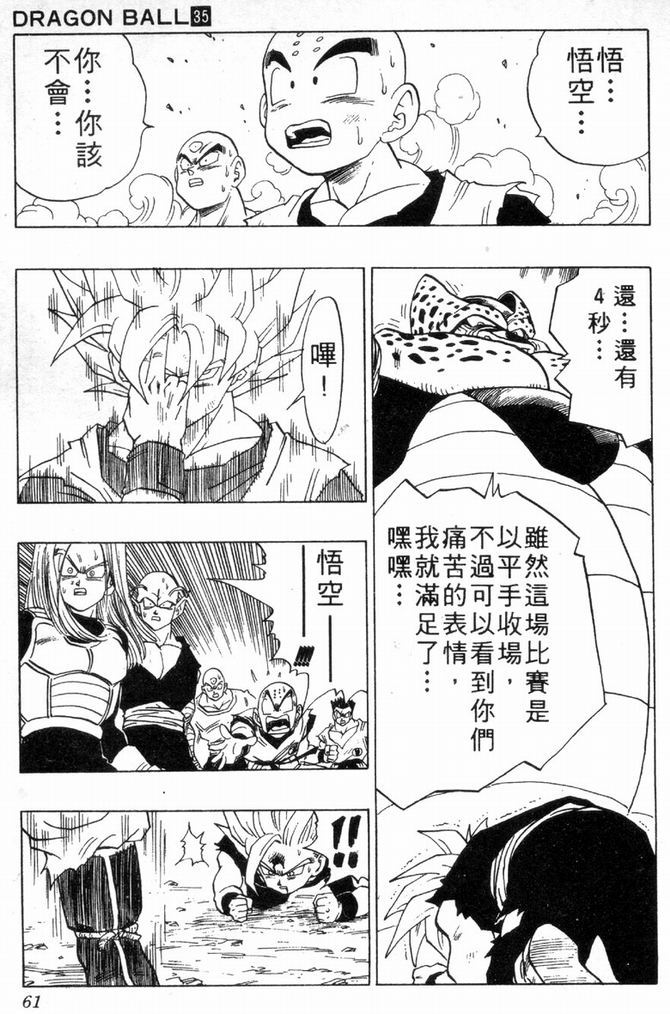 DRAGON BALL 35
悟…
悟空…
你…你該
不會…
還…還有
4秒…
雖然這場比賽是
以平手收場，
不過可以看到你們
痛苦的表情，
我就滿足了…
嘿嘿…
嗶！
悟空——!!!!
!!
61